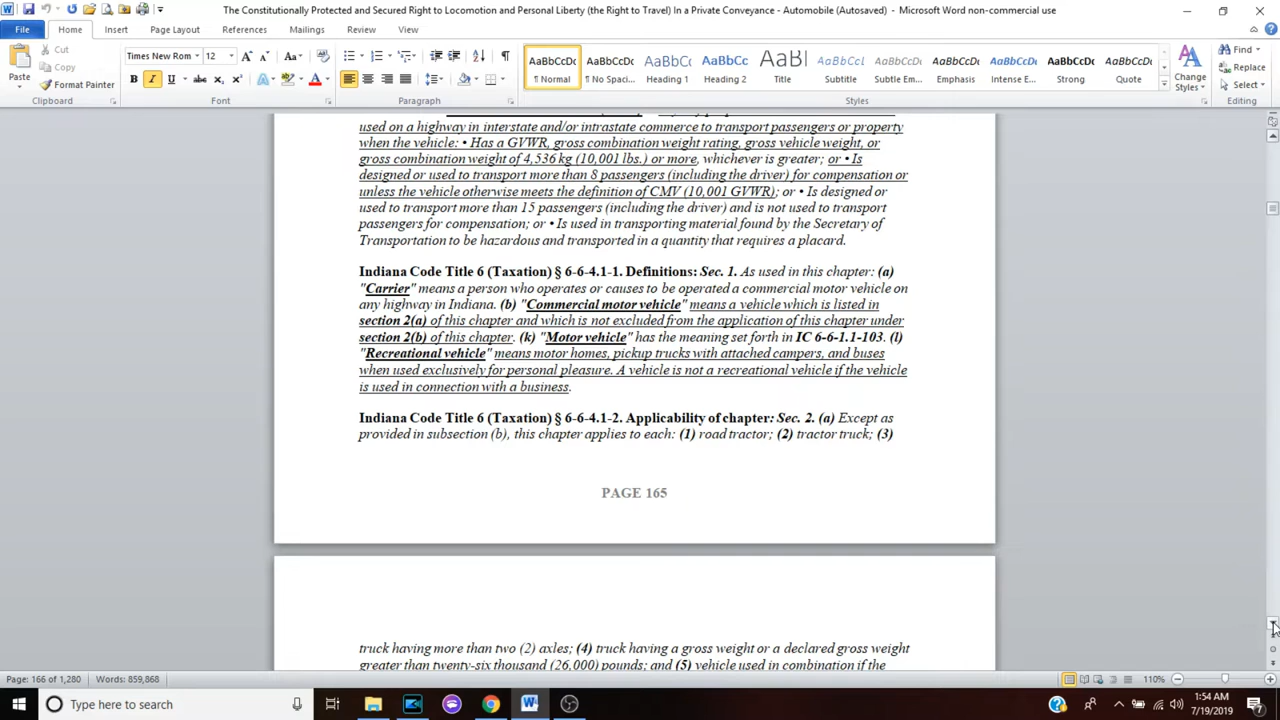 The Constitutionally Protected and Secured Right to Locomotion and Personal Liberty (the Right to Travel) In a Private Conveyance - Automobile (Autosaved) - Microsoft Word non-commercial use
File Home Insert Page Layout References Mailings Review View
Cut
Copy
Paste
Format Painter
Clipboard
Times New Rom 12
Font
Paragraph
AaBbCcDc AaBbCcDc AaBbC AaBbCc AaBl AaBbCcl AaBbCcDc AaBbCcDc AaBbCcDc AaBbCcDc AaBbCcDc
¶ Normal ¶ No Spaci... Heading 1 Heading 2 Title Subtitle Subtle Em... Emphasis Intense E... Strong Quote
Styles
Change Styles
Find
Replace
Select
Editing
used on a highway in interstate and/or intrastate commerce to transport passengers or property
when the vehicle: • Has a GVWR, gross combination weight rating, gross vehicle weight, or
gross combination weight of 4,536 kg (10,001 lbs.) or more, whichever is greater; or • Is
designed or used to transport more than 8 passengers (including the driver) for compensation or
unless the vehicle otherwise meets the definition of CMV (10,001 GVWR); or • Is designed or
used to transport more than 15 passengers (including the driver) and is not used to transport
passengers for compensation; or • Is used in transporting material found by the Secretary of
Transportation to be hazardous and transported in a quantity that requires a placard.
Indiana Code Title 6 (Taxation) § 6-6-4.1-1. Definitions: Sec. 1. As used in this chapter: (a)
"Carrier" means a person who operates or causes to be operated a commercial motor vehicle on
any highway in Indiana. (b) "Commercial motor vehicle" means a vehicle which is listed in
section 2(a) of this chapter and which is not excluded from the application of this chapter under
section 2(b) of this chapter. (k) "Motor vehicle" has the meaning set forth in IC 6-6-1.1-103. (l)
"Recreational vehicle" means motor homes, pickup trucks with attached campers, and buses
when used exclusively for personal pleasure. A vehicle is not a recreational vehicle if the vehicle
is used in connection with a business.
Indiana Code Title 6 (Taxation) § 6-6-4.1-2. Applicability of chapter: Sec. 2. (a) Except as
provided in subsection (b), this chapter applies to each: (1) road tractor; (2) tractor truck; (3)
PAGE 165
truck having more than two (2) axles; (4) truck having a gross weight or a declared gross weight
greater than twenty-six thousand (26,000) pounds; and (5) vehicle used in combination if the
Page: 166 of 1,280 Words: 859,868 110%
Type here to search
1:54 AM
7/19/2019